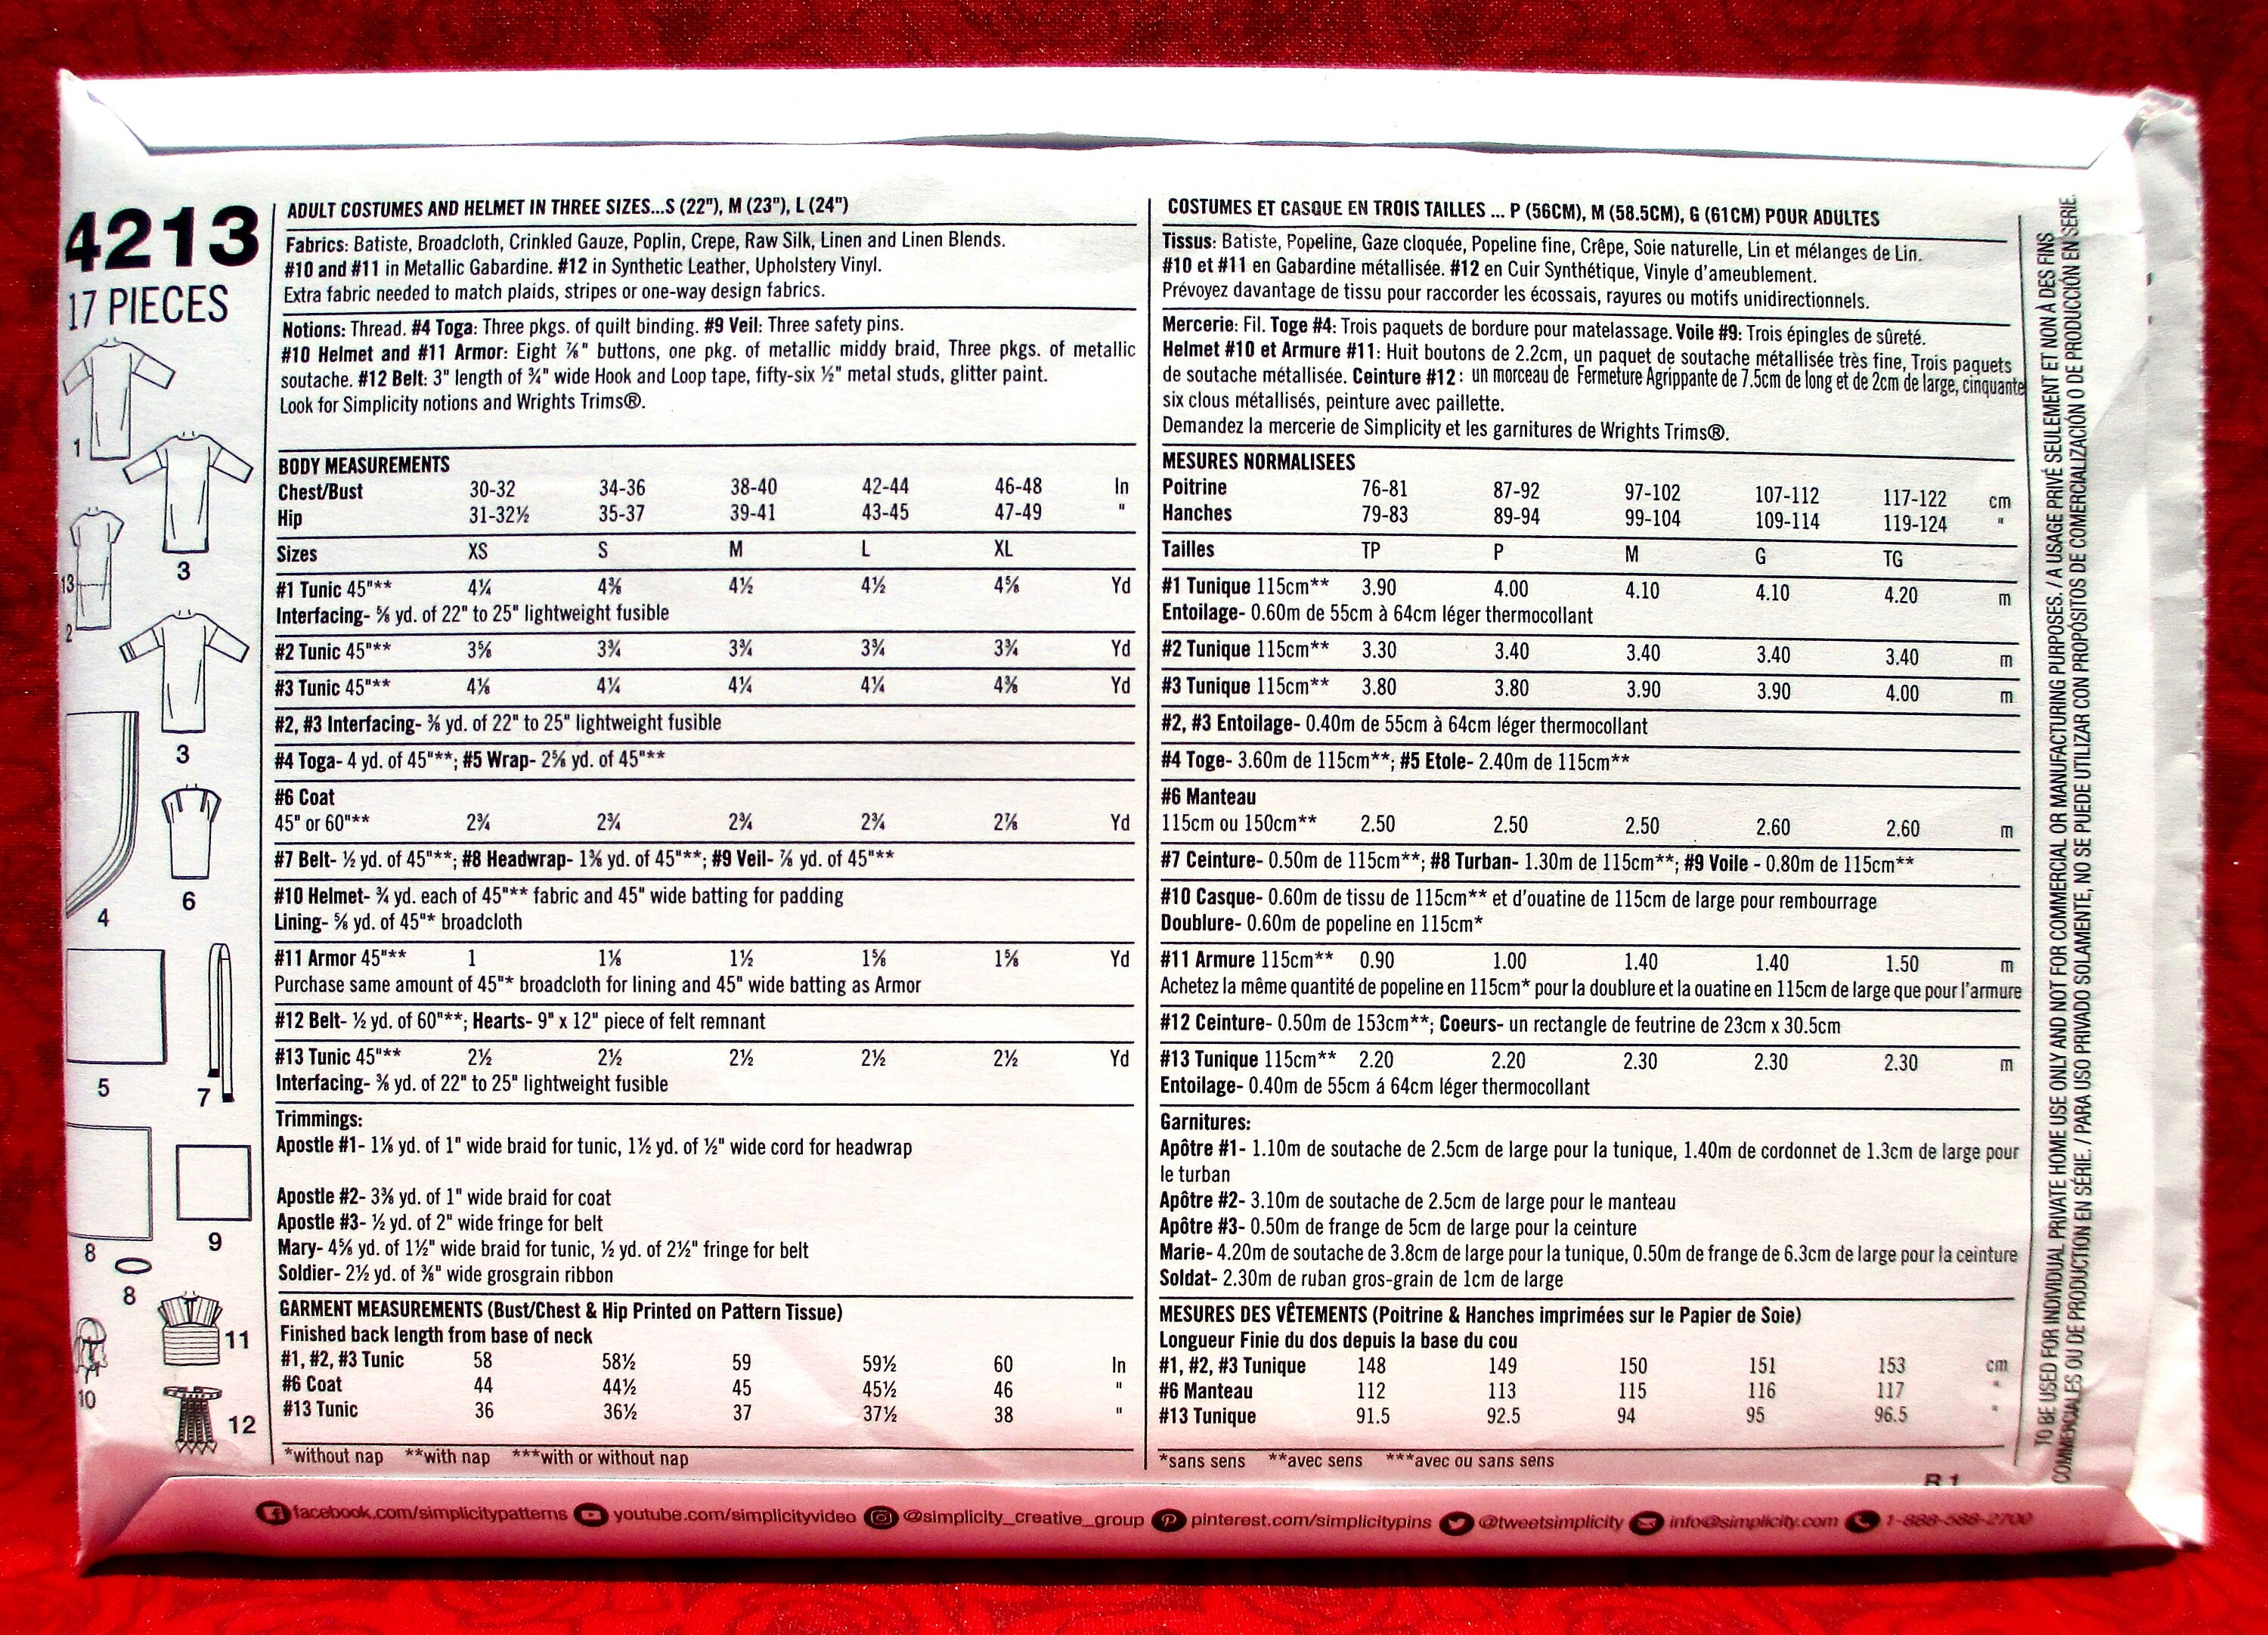 4213
17 PIECES
1
3
13
2
3
4
6
5
7
8
9
8
11
10
12
ADULT COSTUMES AND HELMET IN THREE SIZES...S (22"), M (23"), L (24")
Fabrics: Batiste, Broadcloth, Crinkled Gauze, Poplin, Crepe, Raw Silk, Linen and Linen Blends.
#10 and #11 in Metallic Gabardine. #12 in Synthetic Leather, Upholstery Vinyl.
Extra fabric needed to match plaids, stripes or one-way design fabrics.
Notions: Thread. #4 Toga: Three pkgs. of quilt binding. #9 Veil: Three safety pins.
#10 Helmet and #11 Armor: Eight ⅞" buttons, one pkg. of metallic middy braid, Three pkgs. of metallic
soutache. #12 Belt: 3" length of ¾" wide Hook and Loop tape, fifty-six ½" metal studs, glitter paint.
Look for Simplicity notions and Wrights Trims®.
BODY MEASUREMENTS
Chest/Bust 30-32 34-36 38-40 42-44 46-48 In
Hip 31-32½ 35-37 39-41 43-45 47-49 "
Sizes XS S M L XL
#1 Tunic 45"** 4¼ 4⅜ 4½ 4½ 4⅝ Yd
Interfacing- ⅝ yd. of 22" to 25" lightweight fusible
#2 Tunic 45"** 3⅝ 3¾ 3¾ 3¾ 3¾ Yd
#3 Tunic 45"** 4⅛ 4¼ 4¼ 4¼ 4⅜ Yd
#2, #3 Interfacing- ⅜ yd. of 22" to 25" lightweight fusible
#4 Toga- 4 yd. of 45"**; #5 Wrap- 2⅝ yd. of 45"**
#6 Coat
45" or 60"** 2¾ 2¾ 2¾ 2¾ 2⅞ Yd
#7 Belt- ½ yd. of 45"**; #8 Headwrap- 1⅜ yd. of 45"**; #9 Veil- ⅞ yd. of 45"**
#10 Helmet- ¾ yd. each of 45"** fabric and 45" wide batting for padding
Lining- ⅝ yd. of 45"* broadcloth
#11 Armor 45"** 1 1⅛ 1½ 1⅝ 1⅝ Yd
Purchase same amount of 45"* broadcloth for lining and 45" wide batting as Armor
#12 Belt- ½ yd. of 60"**; Hearts- 9" x 12" piece of felt remnant
#13 Tunic 45"** 2½ 2½ 2½ 2½ 2½ Yd
Interfacing- ⅜ yd. of 22" to 25" lightweight fusible
Trimmings:
Apostle #1- 1⅛ yd. of 1" wide braid for tunic, 1½ yd. of ½" wide cord for headwrap
Apostle #2- 3⅜ yd. of 1" wide braid for coat
Apostle #3- ½ yd. of 2" wide fringe for belt
Mary- 4⅝ yd. of 1½" wide braid for tunic, ½ yd. of 2½" fringe for belt
Soldier- 2½ yd. of ⅜" wide grosgrain ribbon
GARMENT MEASUREMENTS (Bust/Chest & Hip Printed on Pattern Tissue)
Finished back length from base of neck
#1, #2, #3 Tunic 58 58½ 59 59½ 60 In
#6 Coat 44 44½ 45 45½ 46 "
#13 Tunic 36 36½ 37 37½ 38 "
*without nap **with nap ***with or without nap
COSTUMES ET CASQUE EN TROIS TAILLES ... P (56CM), M (58.5CM), G (61CM) POUR ADULTES
Tissus: Batiste, Popeline, Gaze cloquée, Popeline fine, Crêpe, Soie naturelle, Lin et mélanges de Lin.
#10 et #11 en Gabardine métallisée. #12 en Cuir Synthétique, Vinyle d'ameublement.
Prévoyez davantage de tissu pour raccorder les écossais, rayures ou motifs unidirectionnels.
Mercerie: Fil. Toge #4: Trois paquets de bordure pour matelassage. Voile #9: Trois épingles de sûreté.
Helmet #10 et Armure #11: Huit boutons de 2.2cm, un paquet de soutache métallisée très fine, Trois paquets
de soutache métallisée. Ceinture #12: un morceau de Fermeture Agrippante de 7.5cm de long et de 2cm de large, cinquante
six clous métallisés, peinture avec paillette.
Demandez la mercerie de Simplicity et les garnitures de Wrights Trims®.
MESURES NORMALISEES
Poitrine 76-81 87-92 97-102 107-112 117-122 cm
Hanches 79-83 89-94 99-104 109-114 119-124 "
Tailles TP P M G TG
#1 Tunique 115cm** 3.90 4.00 4.10 4.10 4.20 m
Entoilage- 0.60m de 55cm à 64cm léger thermocollant
#2 Tunique 115cm** 3.30 3.40 3.40 3.40 3.40 m
#3 Tunique 115cm** 3.80 3.80 3.90 3.90 4.00 m
#2, #3 Entoilage- 0.40m de 55cm à 64cm léger thermocollant
#4 Toge- 3.60m de 115cm**; #5 Etole- 2.40m de 115cm**
#6 Manteau
115cm ou 150cm** 2.50 2.50 2.50 2.60 2.60 m
#7 Ceinture- 0.50m de 115cm**; #8 Turban- 1.30m de 115cm**; #9 Voile - 0.80m de 115cm**
#10 Casque- 0.60m de tissu de 115cm** et d'ouatine de 115cm de large pour rembourrage
Doublure- 0.60m de popeline en 115cm*
#11 Armure 115cm** 0.90 1.00 1.40 1.40 1.50 m
Achetez la même quantité de popeline en 115cm* pour la doublure et la ouatine en 115cm de large que pour l'armure
#12 Ceinture- 0.50m de 153cm**; Coeurs- un rectangle de feutrine de 23cm x 30.5cm
#13 Tunique 115cm** 2.20 2.20 2.30 2.30 2.30 m
Entoilage- 0.40m de 55cm á 64cm léger thermocollant
Garnitures:
Apôtre #1- 1.10m de soutache de 2.5cm de large pour la tunique, 1.40m de cordonnet de 1.3cm de large pour
le turban
Apôtre #2- 3.10m de soutache de 2.5cm de large pour le manteau
Apôtre #3- 0.50m de frange de 5cm de large pour la ceinture
Marie- 4.20m de soutache de 3.8cm de large pour la tunique, 0.50m de frange de 6.3cm de large pour la ceinture
Soldat- 2.30m de ruban gros-grain de 1cm de large
MESURES DES VÊTEMENTS (Poitrine & Hanches imprimées sur le Papier de Soie)
Longueur Finie du dos depuis la base du cou
#1, #2, #3 Tunique 148 149 150 151 153 cm
#6 Manteau 112 113 115 116 117 "
#13 Tunique 91.5 92.5 94 95 96.5 "
*sans sens **avec sens ***avec ou sans sens
R 1
TO BE USED FOR INDIVIDUAL PRIVATE HOME USE ONLY AND NOT FOR COMMERCIAL OR MANUFACTURING PURPOSES. / A USAGE PRIVÉ SEULEMENT ET NON À DES FINS
COMMERCIALES OU DE PRODUCTION EN SÉRIE. / PARA USO PRIVADO SOLAMENTE, NO SE PUEDE UTILIZAR CON PROPÓSITOS DE COMERCIALIZACIÓN O DE PRODUCCIÓN EN SERIE.
facebook.com/simplicitypatterns youtube.com/simplicityvideo @simplicity_creative_group pinterest.com/simplicitypins @tweetsimplicity info@simplicity.com 1-888-588-2700